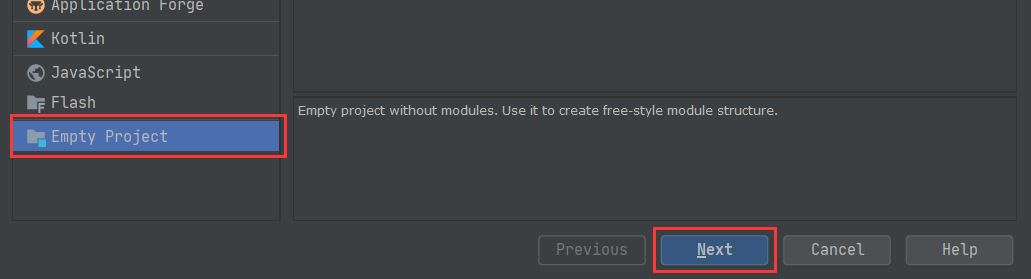 Application Forge
Kotlin
JavaScript
Flash
Empty Project
Empty project without modules. Use it to create free-style module structure.
Previous
Next
Cancel
Help